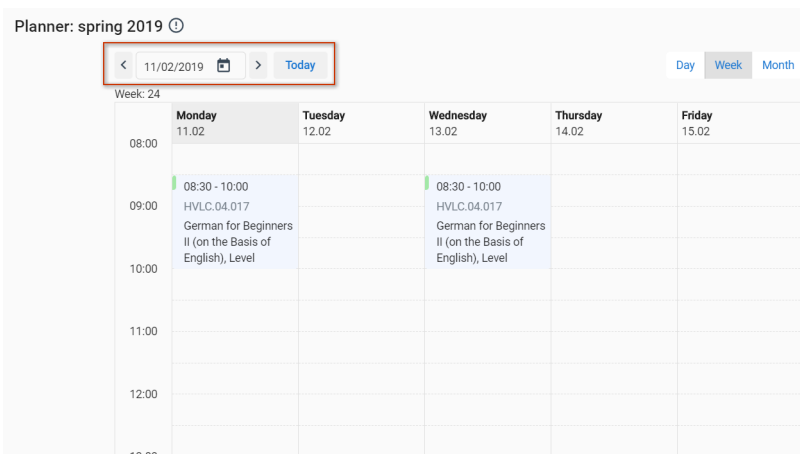 Planner: spring 2019
11/02/2019 Today Day Week Month
Week: 24
Monday Tuesday Wednesday Thursday Friday
11.02 12.02 13.02 14.02 15.02
08:00
08:30 - 10:00 08:30 - 10:00
09:00 HVLC.04.017 HVLC.04.017
German for Beginners German for Beginners
II (on the Basis of II (on the Basis of
English), Level English), Level
10:00
11:00
12:00